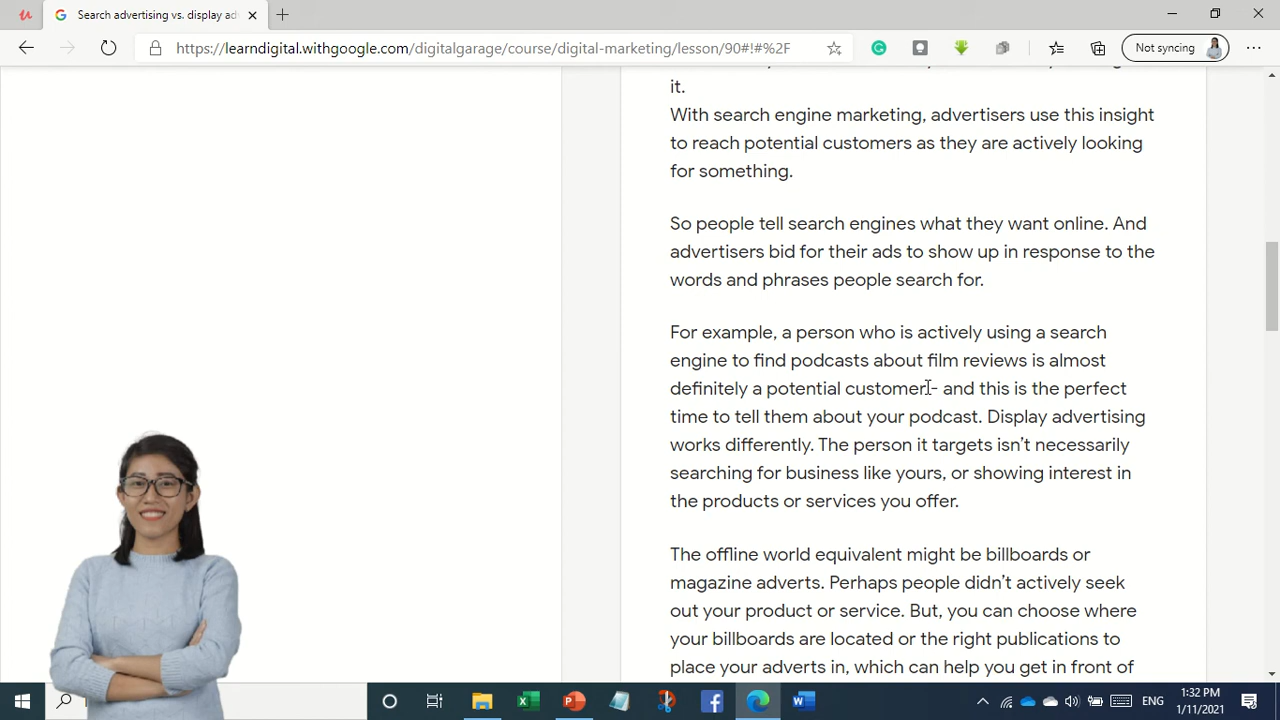 Search advertising vs. display ad
https://learndigital.withgoogle.com/digitalgarage/course/digital-marketing/lesson/90#!#%2F
Not syncing
it.
With search engine marketing, advertisers use this insight
to reach potential customers as they are actively looking
for something.
So people tell search engines what they want online. And
advertisers bid for their ads to show up in response to the
words and phrases people search for.
For example, a person who is actively using a search
engine to find podcasts about film reviews is almost
definitely a potential customer- and this is the perfect
time to tell them about your podcast. Display advertising
works differently. The person it targets isn't necessarily
searching for business like yours, or showing interest in
the products or services you offer.
The offline world equivalent might be billboards or
magazine adverts. Perhaps people didn't actively seek
out your product or service. But, you can choose where
your billboards are located or the right publications to
place your adverts in, which can help you get in front of
ENG
1:32 PM
1/11/2021